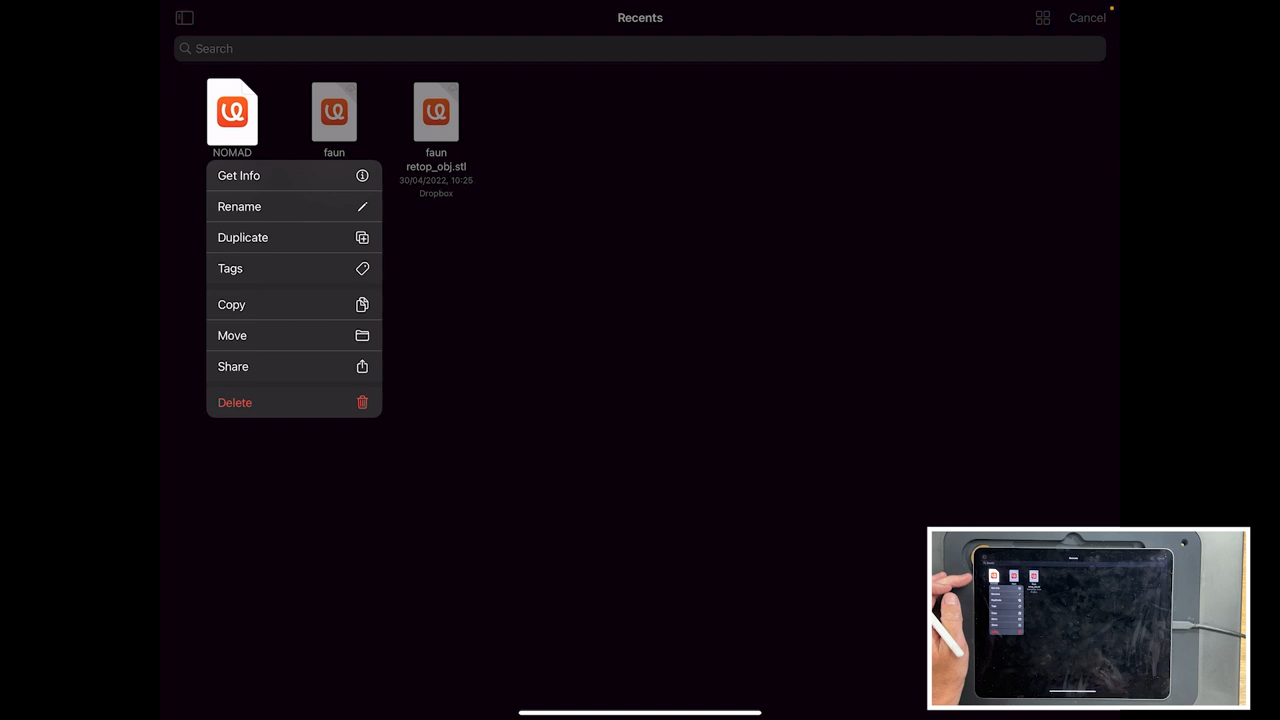 Recents
Cancel
Search
NOMAD
faun
faun
retop_obj.stl
30/04/2022, 10:25
Dropbox
Get Info
Rename
Duplicate
Tags
Copy
Move
Share
Delete